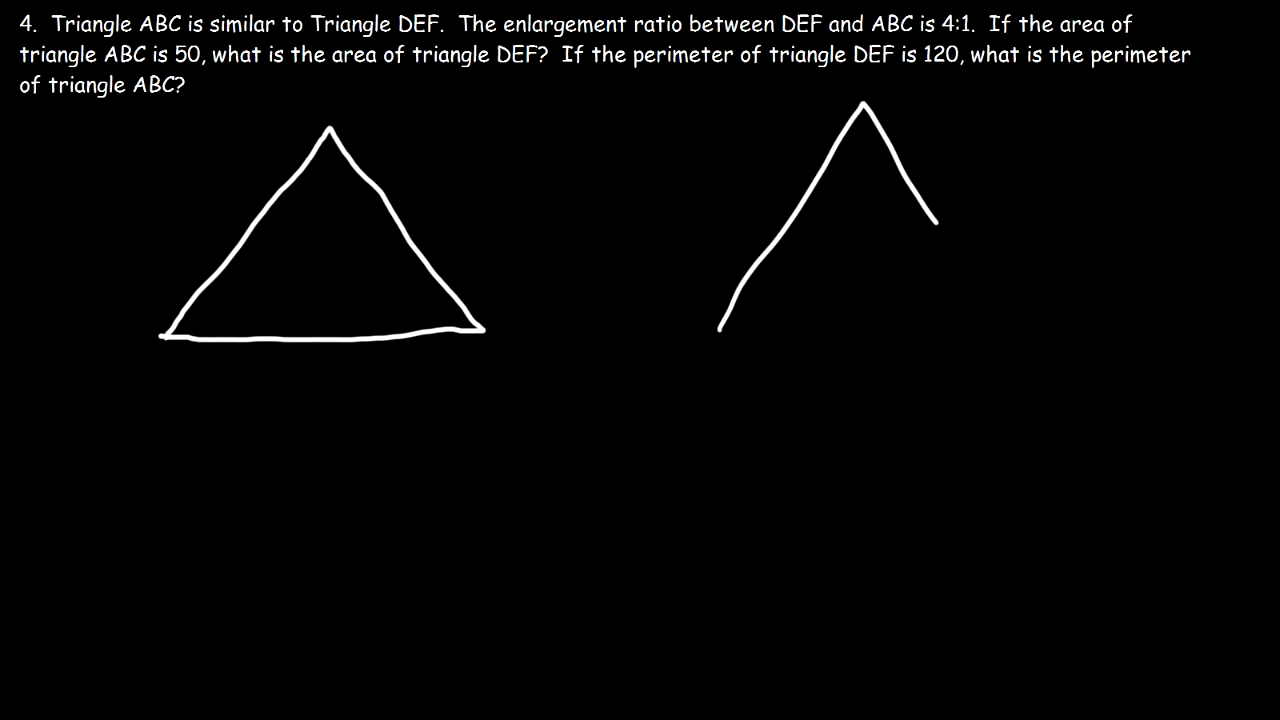 4.  Triangle ABC is similar to Triangle DEF.  The enlargement ratio between DEF and ABC is 4:1.  If the area of
triangle ABC is 50, what is the area of triangle DEF?  If the perimeter of triangle DEF is 120, what is the perimeter
of triangle ABC?